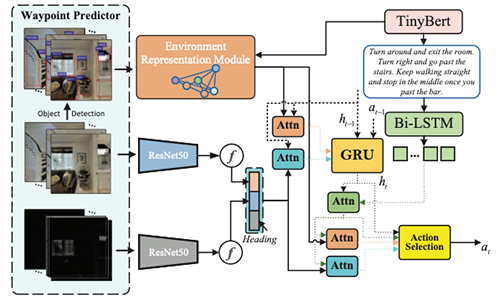 Waypoint Predictor
Object Detection
Environment
Representation Module
ResNet50
f
ResNet50
f
Heading
Attn
Attn
TinyBert
Turn around and exit the room.
Turn right and go past the
stairs. Keep walking straight
and stop in the middle once you
past the bar.
h_{t-1}
a_{t-1}
Bi-LSTM
GRU
...
h_t
Attn
Attn
Attn
Action
Selection
a_t